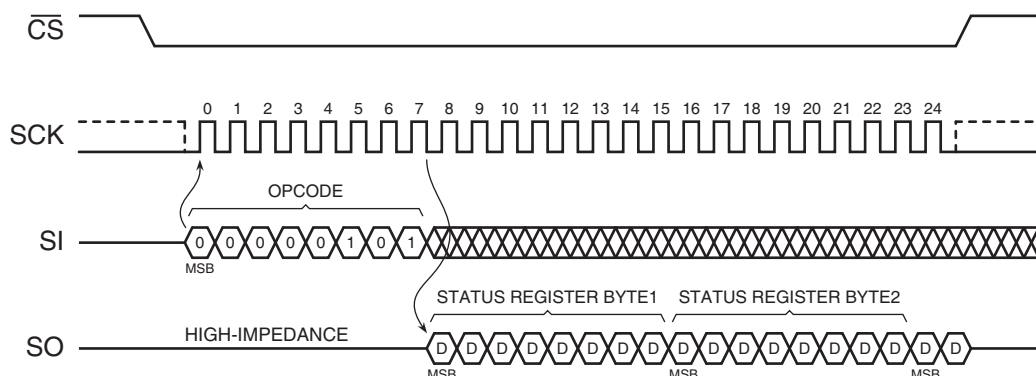 CS
0 1 2 3 4 5 6 7 8 9 10 11 12 13 14 15 16 17 18 19 20 21 22 23 24
SCK
OPCODE
SI 0 0 0 0 0 1 0 1
MSB
STATUS REGISTER BYTE1 STATUS REGISTER BYTE2
HIGH-IMPEDANCE
SO D D D D D D D D D D D D D D D D D D
MSB MSB MSB